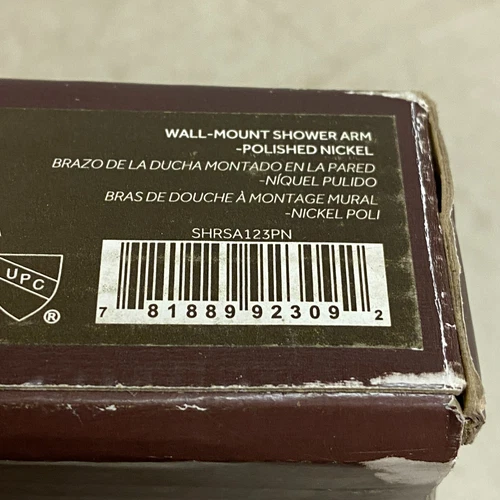 WALL-MOUNT SHOWER ARM
-POLISHED NICKEL
BRAZO DE LA DUCHA MONTADO EN LA PARED
-NÍQUEL PULIDO
BRAS DE DOUCHE À MONTAGE MURAL
-NICKEL POLI
SHRSA123PN
UPC
®
7 81889 92309 2